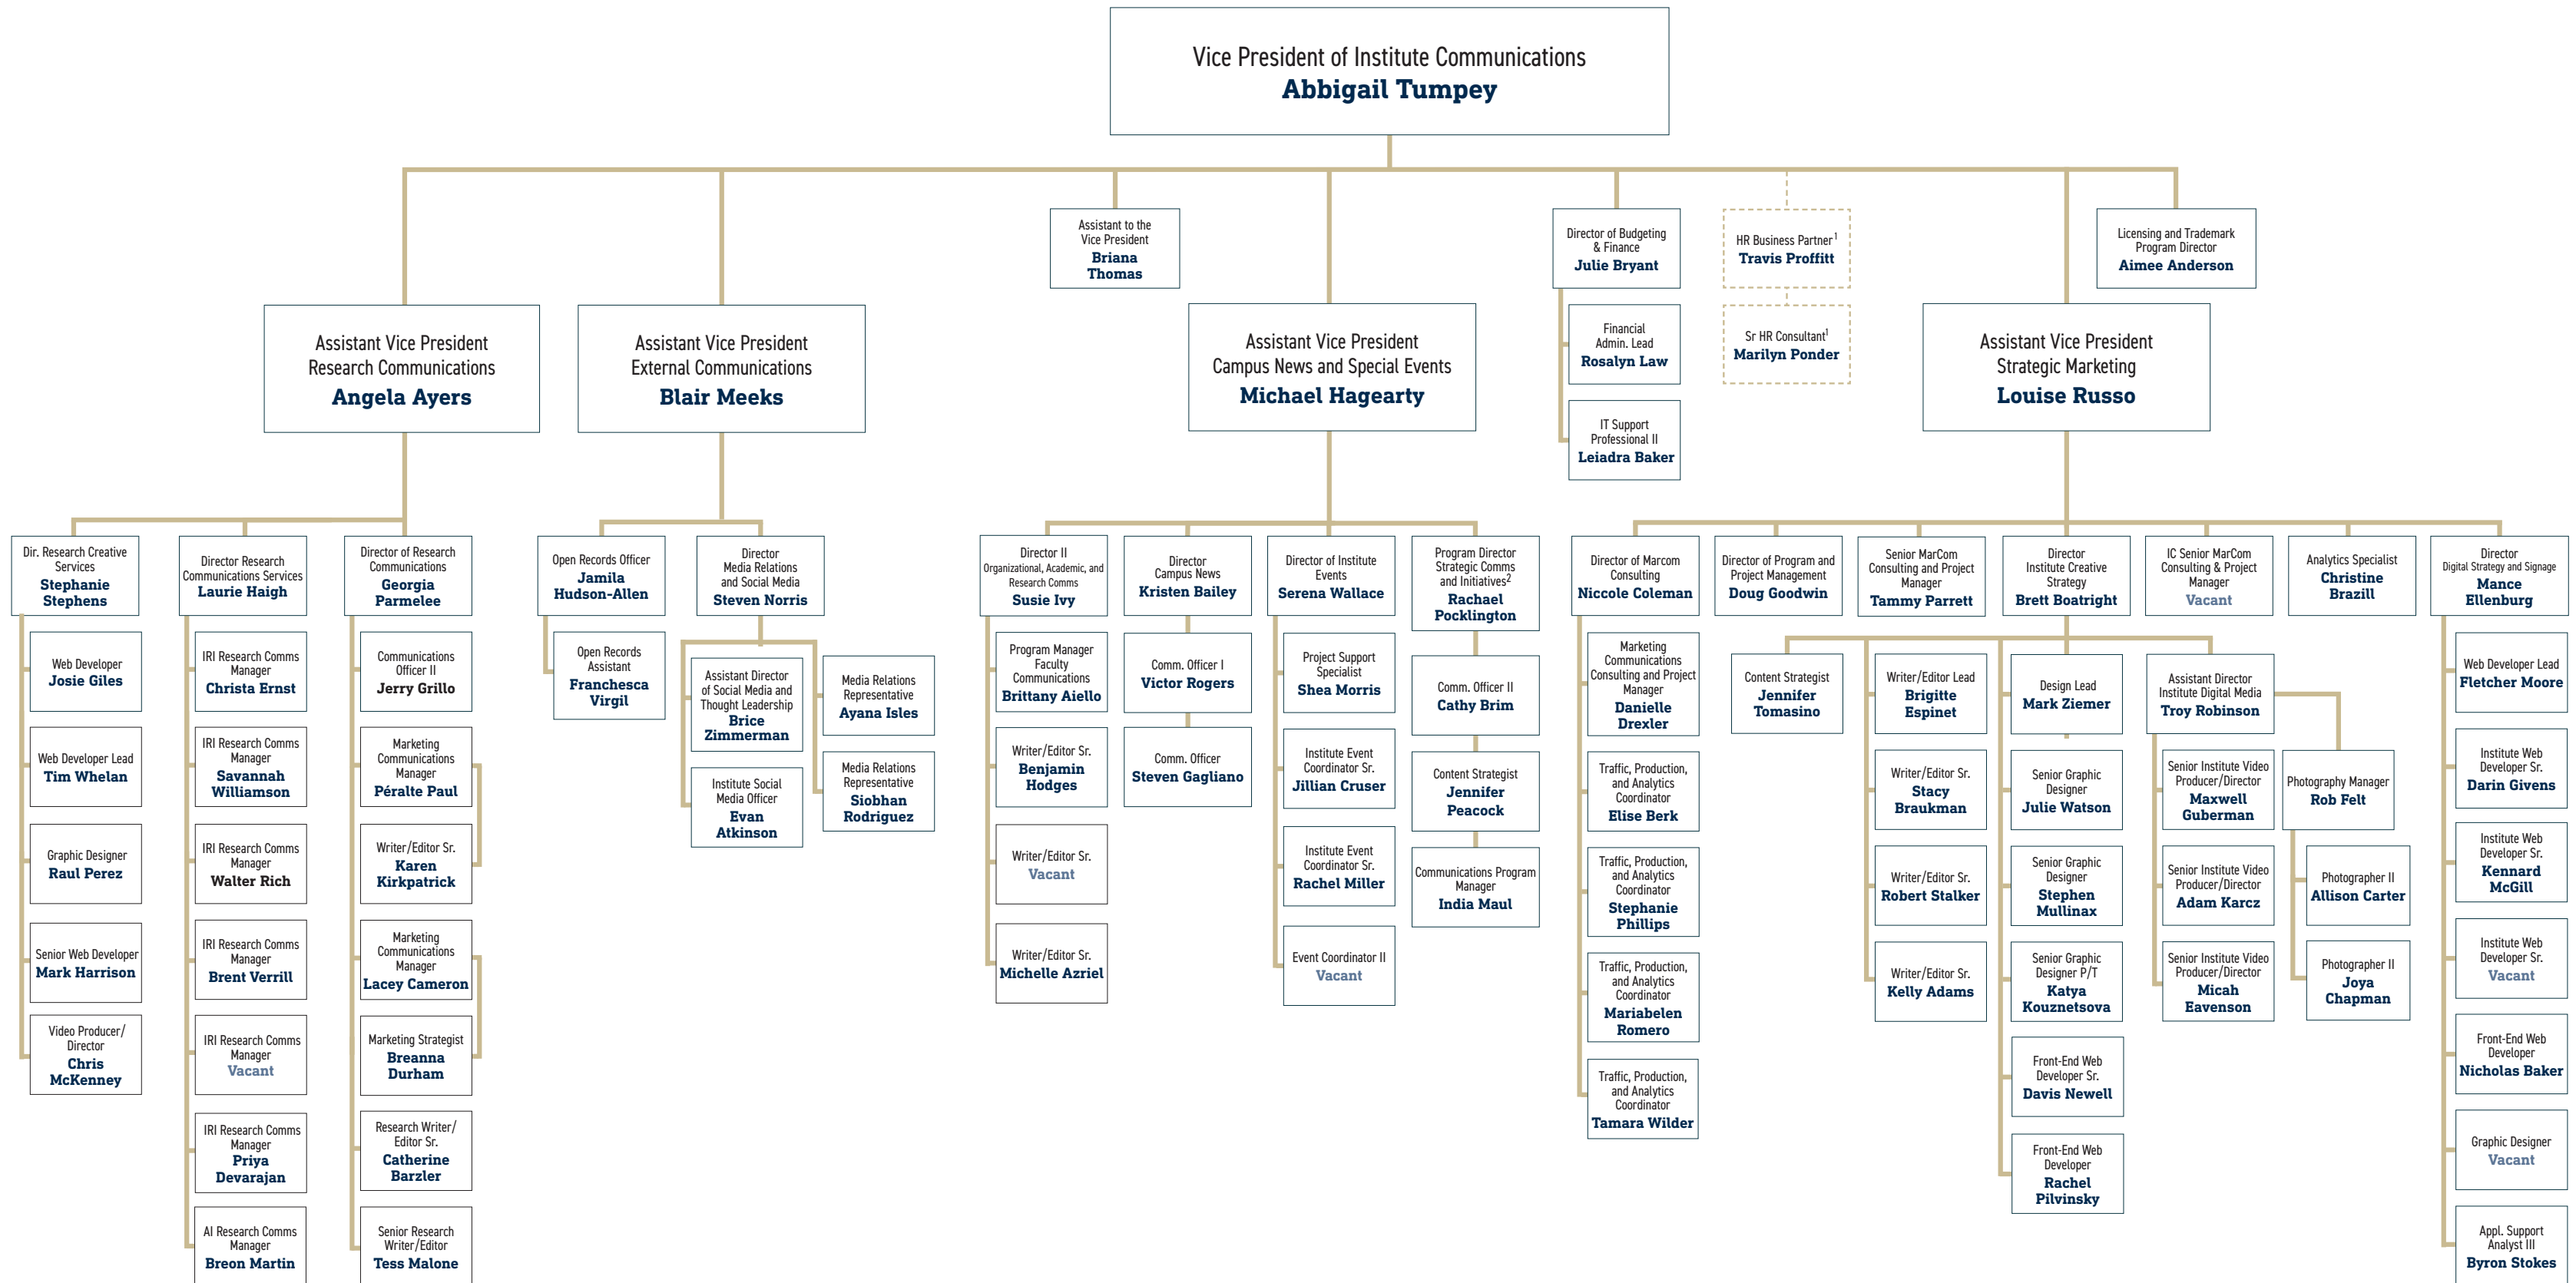 Vice President of Institute Communications
Abbigail Tumpey
Assistant to the
Vice President
Briana
Thomas
Director of Budgeting
& Finance
Julie Bryant
Financial
Admin. Lead
Rosalyn Law
IT Support
Professional II
Leiadra Baker
HR Business Partner¹
Travis Proffitt
Sr HR Consultant¹
Marilyn Ponder
Licensing and Trademark
Program Director
Aimee Anderson
Assistant Vice President
Research Communications
Angela Ayers
Assistant Vice President
External Communications
Blair Meeks
Assistant Vice President
Campus News and Special Events
Michael Hagearty
Assistant Vice President
Strategic Marketing
Louise Russo
Dir. Research Creative
Services
Stephanie
Stephens
Web Developer
Josie Giles
Web Developer Lead
Tim Whelan
Graphic Designer
Raul Perez
Senior Web Developer
Mark Harrison
Video Producer/
Director
Chris
McKenney
Director Research
Communications Services
Laurie Haigh
IRI Research Comms
Manager
Christa Ernst
IRI Research Comms
Manager
Savannah
Williamson
IRI Research Comms
Manager
Walter Rich
IRI Research Comms
Manager
Brent Verrill
IRI Research Comms
Manager
Vacant
IRI Research Comms
Manager
Priya
Devarajan
AI Research Comms
Manager
Breon Martin
Director of Research
Communications
Georgia
Parmelee
Communications
Officer II
Jerry Grillo
Marketing
Communications
Manager
Péralte Paul
Writer/Editor Sr.
Karen
Kirkpatrick
Marketing
Communications
Manager
Lacey Cameron
Marketing Strategist
Breanna
Durham
Research Writer/
Editor Sr.
Catherine
Barzler
Senior Research
Writer/Editor
Tess Malone
Open Records Officer
Jamila
Hudson-Allen
Open Records
Assistant
Franchesca
Virgil
Director
Media Relations
and Social Media
Steven Norris
Assistant Director
of Social Media and
Thought Leadership
Brice
Zimmerman
Institute Social
Media Officer
Evan
Atkinson
Media Relations
Representative
Ayana Isles
Media Relations
Representative
Siobhan
Rodriguez
Director II
Organizational, Academic, and
Research Comms
Susie Ivy
Program Manager
Faculty
Communications
Brittany Aiello
Writer/Editor Sr.
Benjamin
Hodges
Writer/Editor Sr.
Vacant
Writer/Editor Sr.
Michelle Azriel
Director
Campus News
Kristen Bailey
Comm. Officer I
Victor Rogers
Comm. Officer
Steven Gagliano
Director of Institute
Events
Serena Wallace
Project Support
Specialist
Shea Morris
Institute Event
Coordinator Sr.
Jillian Cruser
Institute Event
Coordinator Sr.
Rachel Miller
Event Coordinator II
Vacant
Program Director
Strategic Comms
and Initiatives²
Rachael
Pocklington
Comm. Officer II
Cathy Brim
Content Strategist
Jennifer
Peacock
Communications Program
Manager
India Maul
Director of Marcom
Consulting
Niccole Coleman
Marketing
Communications
Consulting and Project
Manager
Danielle
Drexler
Traffic, Production,
and Analytics
Coordinator
Elise Berk
Traffic, Production,
and Analytics
Coordinator
Stephanie
Phillips
Traffic, Production,
and Analytics
Coordinator
Mariabelen
Romero
Traffic, Production,
and Analytics
Coordinator
Tamara Wilder
Director of Program and
Project Management
Doug Goodwin
Senior MarCom
Consulting and Project
Manager
Tammy Parrett
Director
Institute Creative
Strategy
Brett Boatright
Content Strategist
Jennifer
Tomasino
Writer/Editor Lead
Brigitte
Espinet
Writer/Editor Sr.
Stacy
Braukman
Writer/Editor Sr.
Robert Stalker
Writer/Editor Sr.
Kelly Adams
Design Lead
Mark Ziemer
Senior Graphic
Designer
Julie Watson
Senior Graphic
Designer
Stephen
Mullinax
Senior Graphic
Designer P/T
Katya
Kouznetsova
Front-End Web
Developer Sr.
Davis Newell
Front-End Web
Developer
Rachel
Pilvinsky
Assistant Director
Institute Digital Media
Troy Robinson
Senior Institute Video
Producer/Director
Maxwell
Guberman
Senior Institute Video
Producer/Director
Adam Karcz
Senior Institute Video
Producer/Director
Micah
Eavenson
Photography Manager
Rob Felt
Photographer II
Allison Carter
Photographer II
Joya
Chapman
IC Senior MarCom
Consulting & Project
Manager
Vacant
Analytics Specialist
Christine
Brazill
Director
Digital Strategy and Signage
Mance
Ellenburg
Web Developer Lead
Fletcher Moore
Institute Web
Developer Sr.
Darin Givens
Institute Web
Developer Sr.
Kennard
McGill
Institute Web
Developer Sr.
Vacant
Front-End Web
Developer
Nicholas Baker
Graphic Designer
Vacant
Appl. Support
Analyst III
Byron Stokes